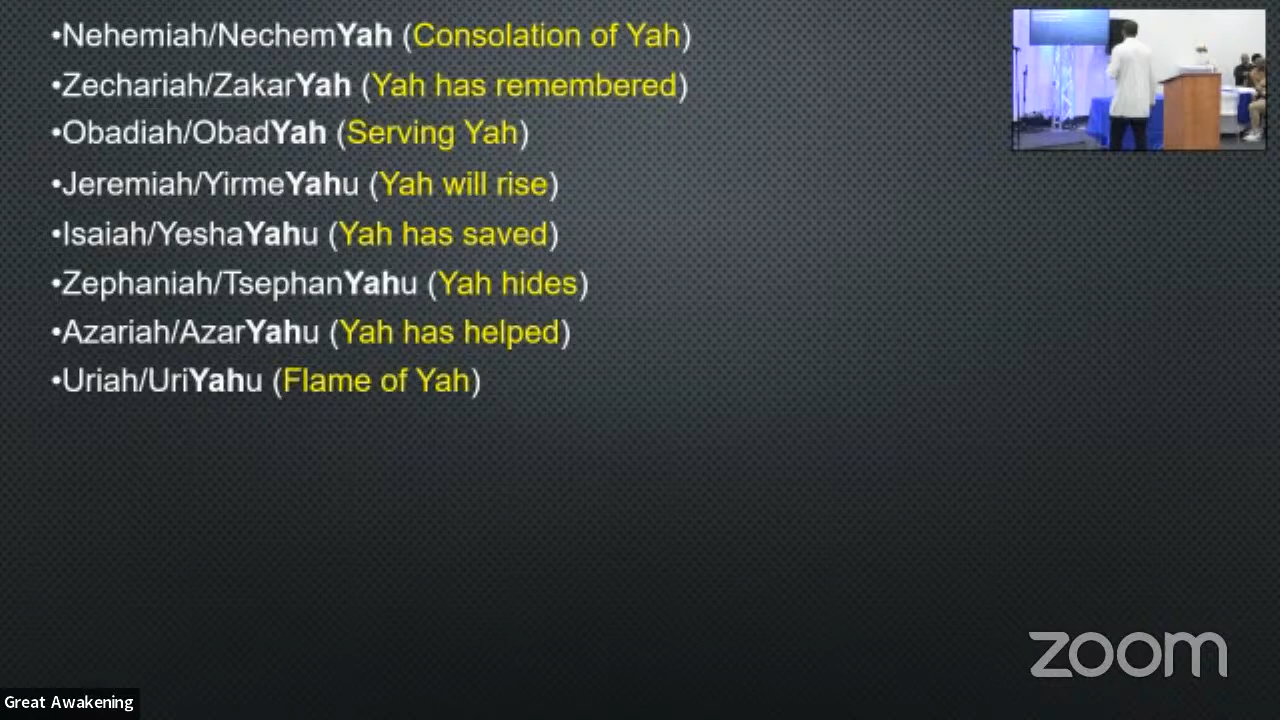 •Nehemiah/NechemYah (Consolation of Yah)
•Zechariah/ZakarYah (Yah has remembered)
•Obadiah/ObadYah (Serving Yah)
•Jeremiah/YirmeYahu (Yah will rise)
•Isaiah/YeshaYahu (Yah has saved)
•Zephaniah/TsephanYahu (Yah hides)
•Azariah/AzarYahu (Yah has helped)
•Uriah/UriYahu (Flame of Yah)
zoom
Great Awakening